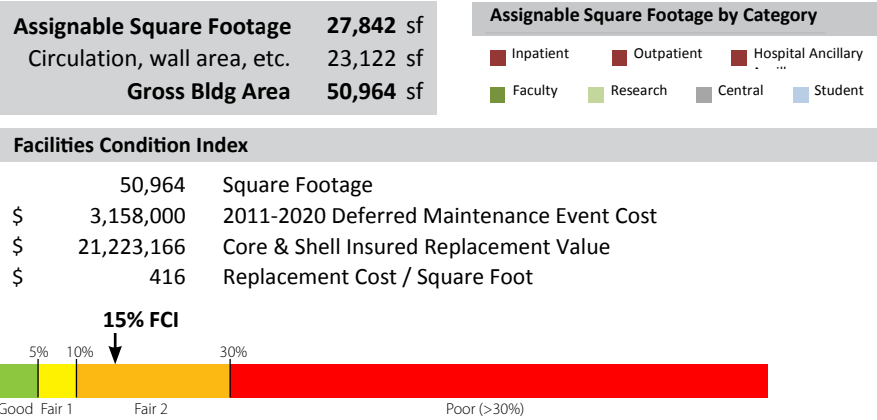 Assignable Square Footage 27,842 sf
Circulation, wall area, etc. 23,122 sf
Gross Bldg Area 50,964 sf
Assignable Square Footage by Category
Inpatient Outpatient Hospital Ancillary
Faculty Research Central Student
Facilities Condition Index
50,964 Square Footage
$ 3,158,000 2011-2020 Deferred Maintenance Event Cost
$ 21,223,166 Core & Shell Insured Replacement Value
$ 416 Replacement Cost / Square Foot
15% FCI
5% 10% 30%
Good Fair 1 Fair 2 Poor (>30%)